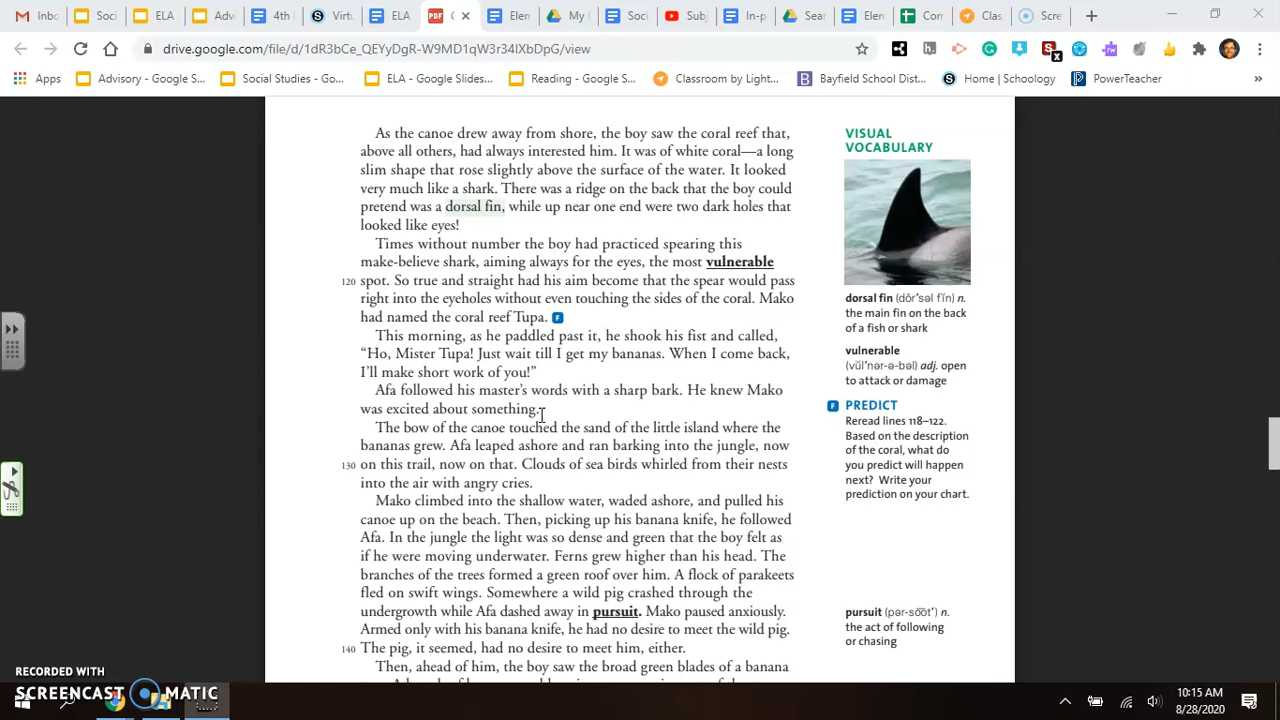 Inbox
Soci
ELA
Advi
4th
Virtu
ELA
Elen
My
Soci
Subj
In-p
Sear
Elen
Con
Clas
Scre
drive.google.com/file/d/1dR3bCe_QEYyDgR-W9MD1qW3r34IXbDpG/view
Apps
Advisory - Google S...
Social Studies - Go...
ELA - Google Slides...
Reading - Google S...
Classroom by Light...
Bayfield School Dist...
Home | Schoology
PowerTeacher
As the canoe drew away from shore, the boy saw the coral reef that,
above all others, had always interested him. It was of white coral—a long
slim shape that rose slightly above the surface of the water. It looked
very much like a shark. There was a ridge on the back that the boy could
pretend was a dorsal fin, while up near one end were two dark holes that
looked like eyes!
Times without number the boy had practiced spearing this
make-believe shark, aiming always for the eyes, the most vulnerable
120 spot. So true and straight had his aim become that the spear would pass
right into the eyeholes without even touching the sides of the coral. Mako
had named the coral reef Tupa. F
This morning, as he paddled past it, he shook his fist and called,
“Ho, Mister Tupa! Just wait till I get my bananas. When I come back,
I’ll make short work of you!”
Afa followed his master’s words with a sharp bark. He knew Mako
was excited about something.
The bow of the canoe touched the sand of the little island where the
bananas grew. Afa leaped ashore and ran barking into the jungle, now
130 on this trail, now on that. Clouds of sea birds whirled from their nests
into the air with angry cries.
Mako climbed into the shallow water, waded ashore, and pulled his
canoe up on the beach. Then, picking up his banana knife, he followed
Afa. In the jungle the light was so dense and green that the boy felt as
if he were moving underwater. Ferns grew higher than his head. The
branches of the trees formed a green roof over him. A flock of parakeets
fled on swift wings. Somewhere a wild pig crashed through the
undergrowth while Afa dashed away in pursuit. Mako paused anxiously.
Armed only with his banana knife, he had no desire to meet the wild pig.
140 The pig, it seemed, had no desire to meet him, either.
Then, ahead of him, the boy saw the broad green blades of a banana
VISUAL
VOCABULARY
dorsal fin (dôr′səl fĭn) n.
the main fin on the back
of a fish or shark
vulnerable
(vŭl′nər-ə-bəl) adj. open
to attack or damage
F PREDICT
Reread lines 118–122.
Based on the description
of the coral, what do
you predict will happen
next? Write your
prediction on your chart.
pursuit (pər-so͞ot′) n.
the act of following
or chasing
RECORDED WITH
SCREENCAST MATIC
10:15 AM
8/28/2020